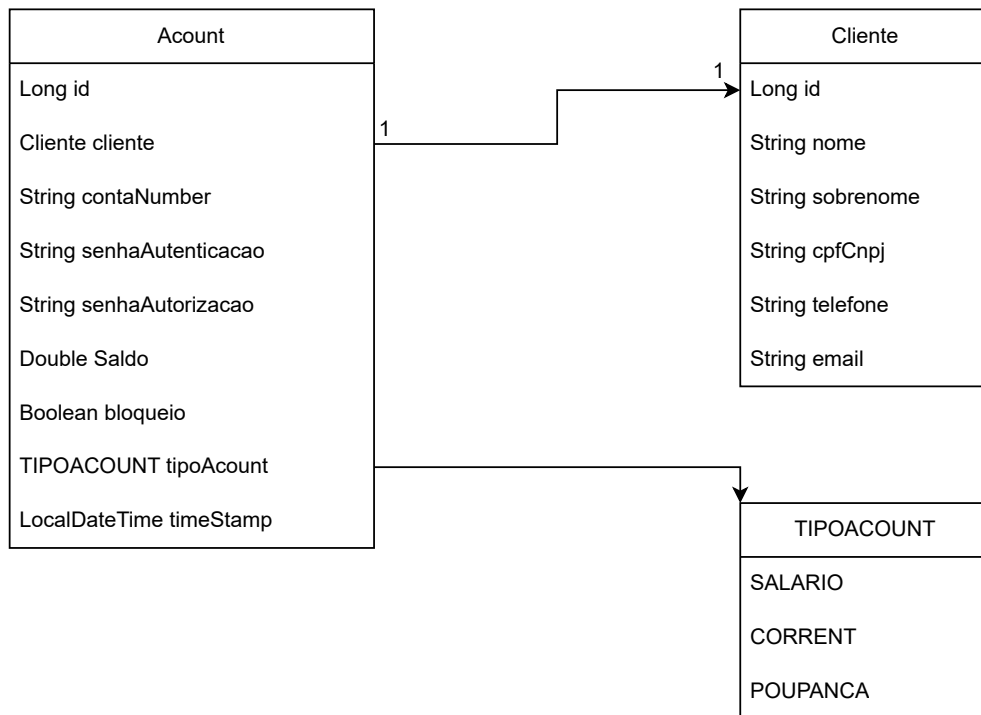 Acount
Long id
Cliente cliente
String contaNumber
String senhaAutenticacao
String senhaAutorizacao
Double Saldo
Boolean bloqueio
TIPOACOUNT tipoAcount
LocalDateTime timeStamp
1
1
Cliente
Long id
String nome
String sobrenome
String cpfCnpj
String telefone
String email
TIPOACOUNT
SALARIO
CORRENT
POUPANCA